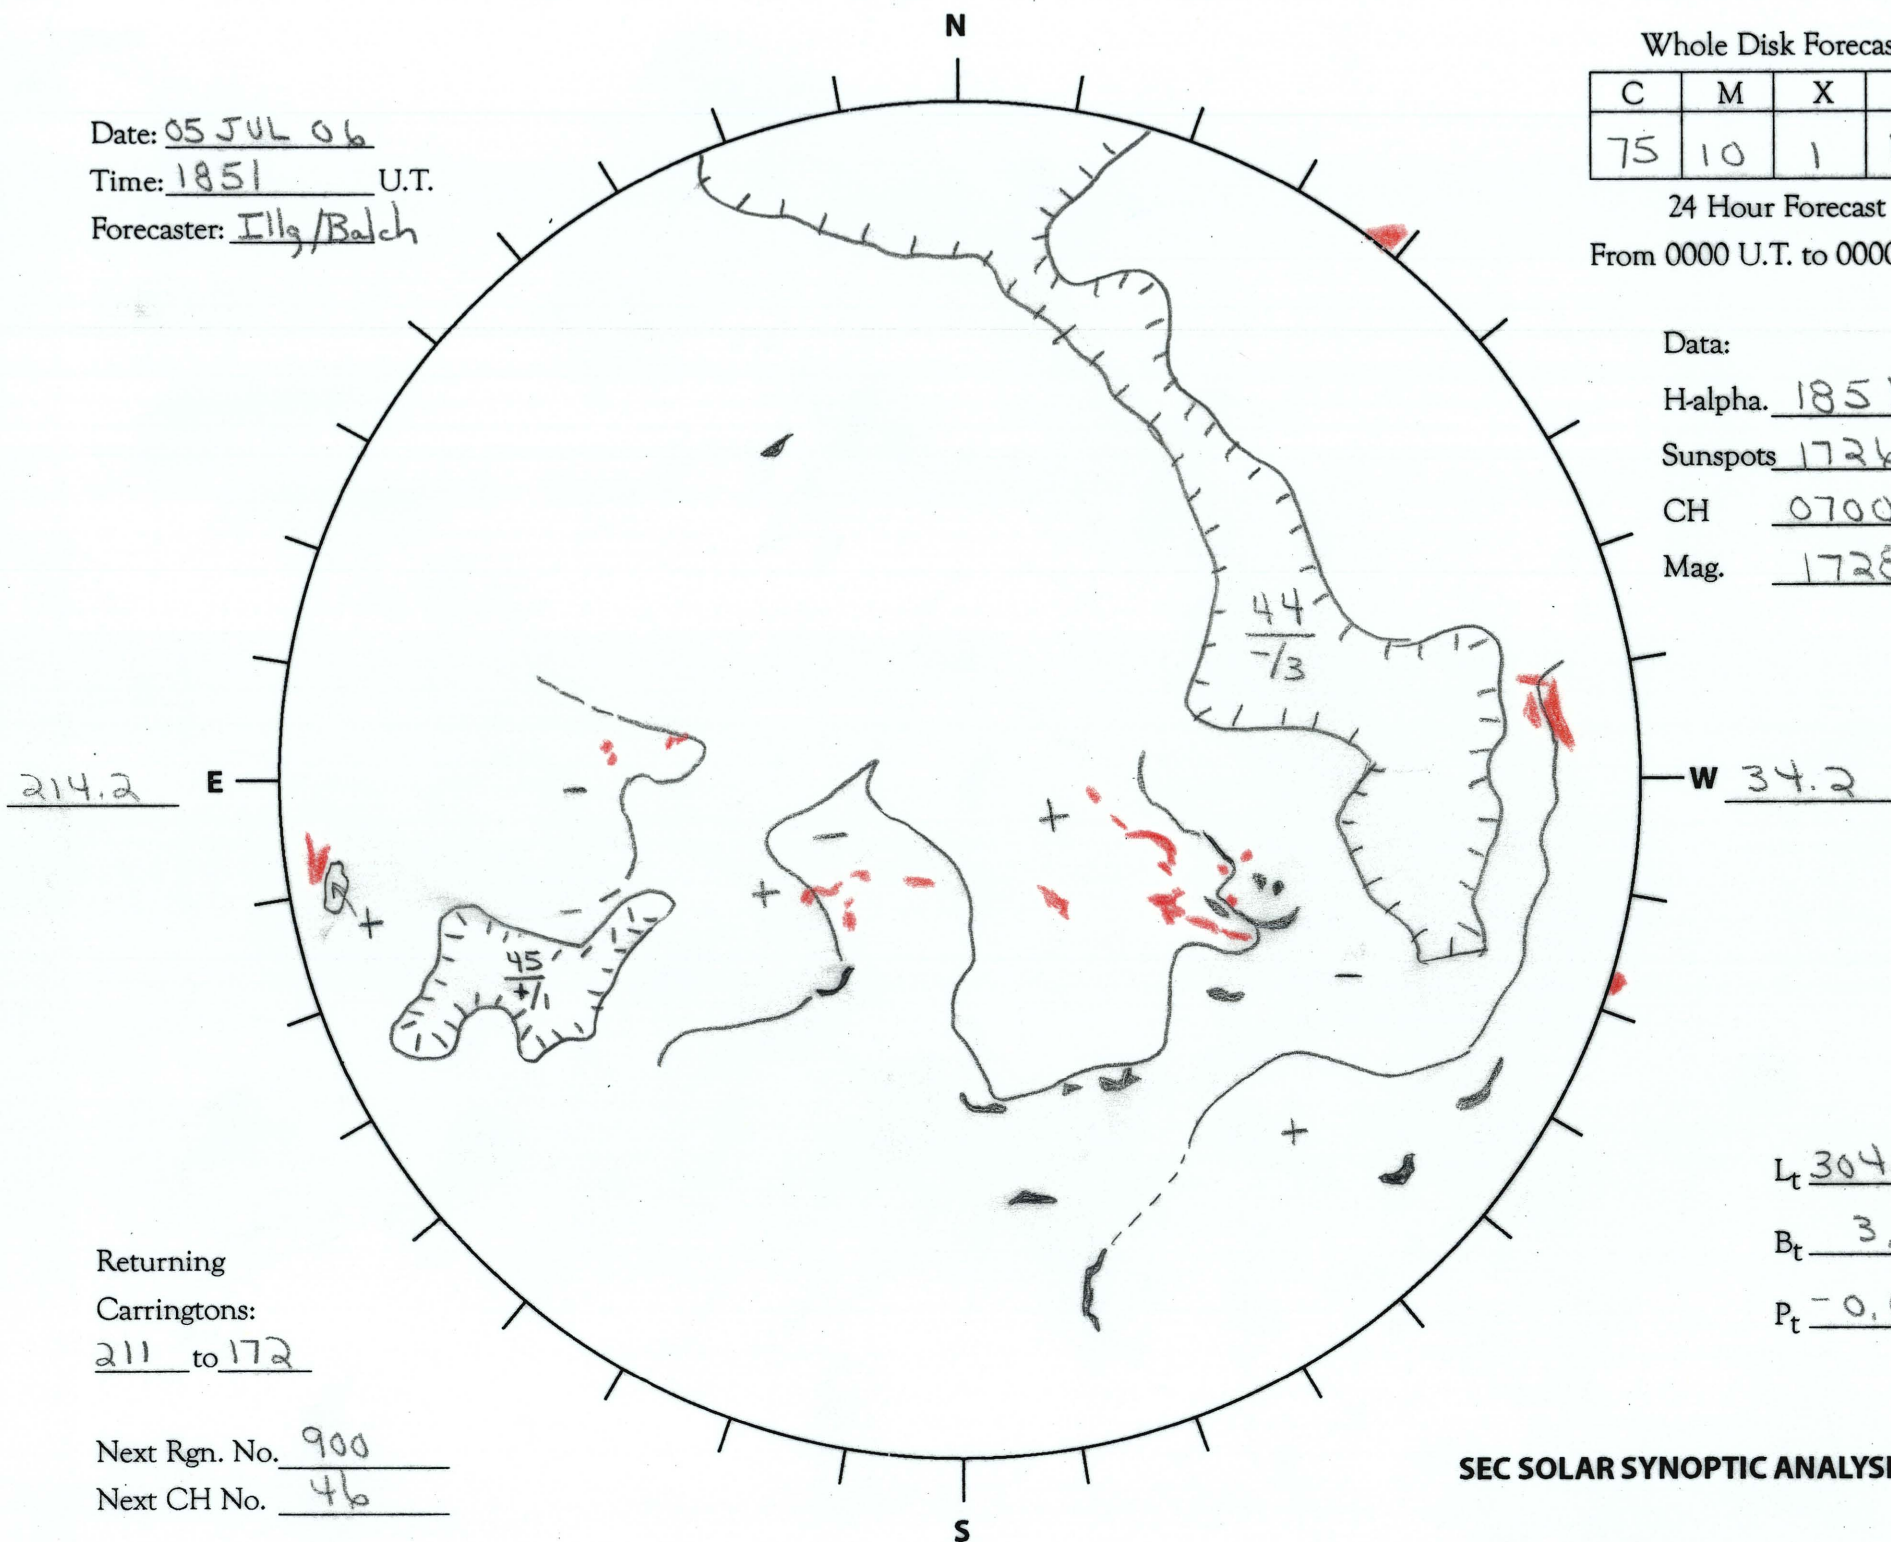 N
Whole Disk Forecas
C M X
75 10 1
24 Hour Forecast
From 0000 U.T. to 000
Date: 05 JUL 06
Time: 1851 U.T.
Forecaster: Illg/Balch
Data:
H-alpha. 185
Sunspots 172
CH 0700
Mag. 1728
44
-/3
214.2 E
W 34.2
-
+
-
+
+
-
45
+/1
-
+
Lt 304
Bt 3
Pt -0.
Returning
Carringtons:
211 to 172
Next Rgn. No. 900
Next CH No. 46
SEC SOLAR SYNOPTIC ANALYSI
S